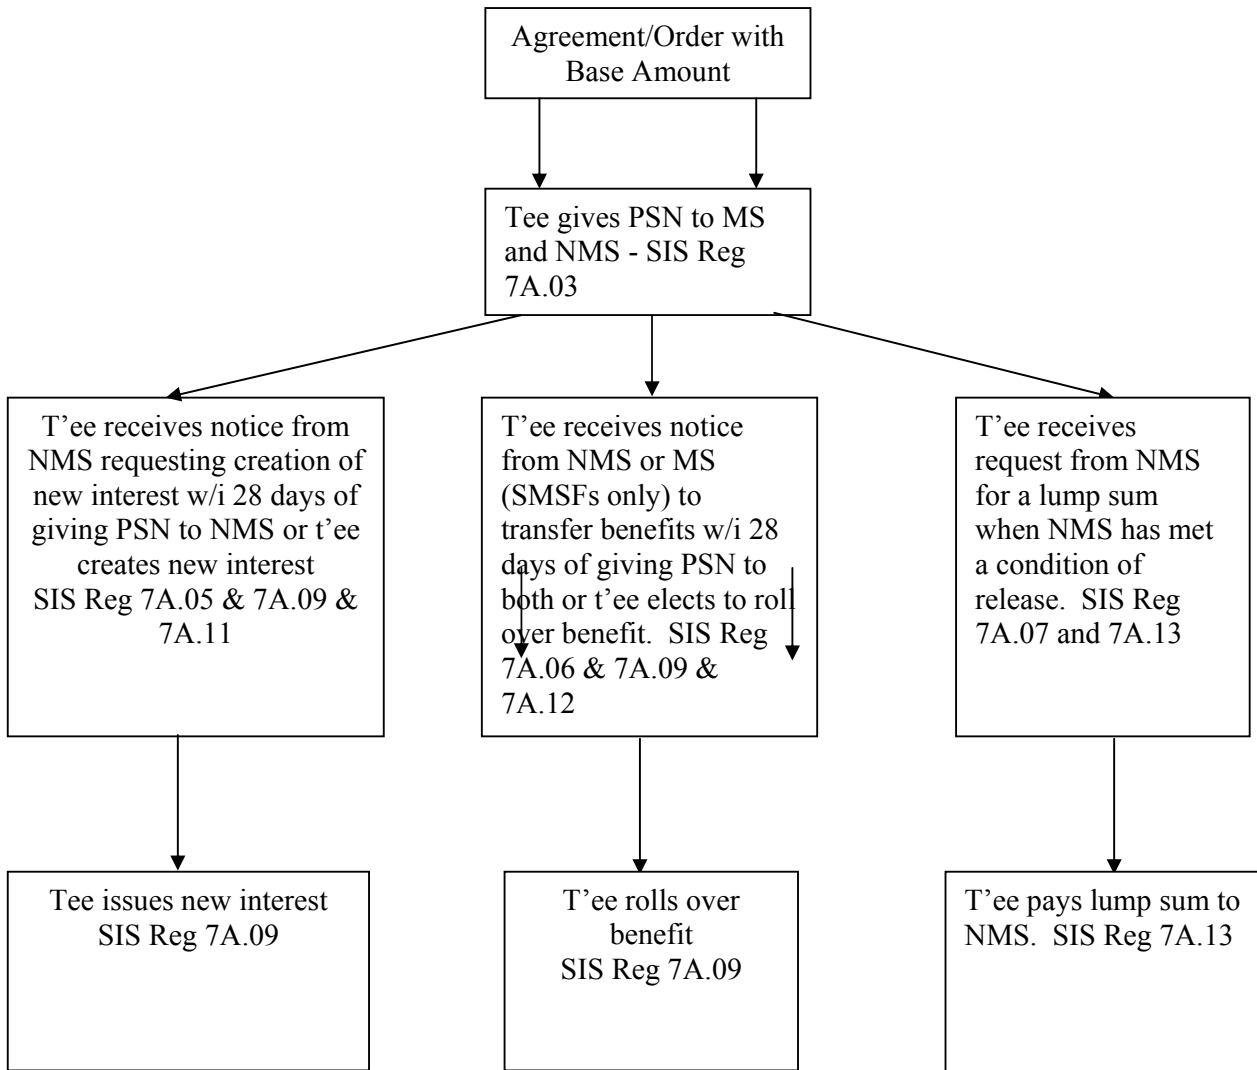 Agreement/Order with
Base Amount
Tee gives PSN to MS
and NMS - SIS Reg
7A.03
T’ee receives notice from
NMS requesting creation of
new interest w/i 28 days of
giving PSN to NMS or t’ee
creates new interest
SIS Reg 7A.05 & 7A.09 &
7A.11
T’ee receives notice
from NMS or MS
(SMSFs only) to
transfer benefits w/i 28
days of giving PSN to
both or t’ee elects to roll
over benefit.  SIS Reg
7A.06 & 7A.09 &
7A.12
T’ee receives
request from NMS
for a lump sum
when NMS has met
a condition of
release.  SIS Reg
7A.07 and 7A.13
Tee issues new interest
SIS Reg 7A.09
T’ee rolls over
benefit
SIS Reg 7A.09
T’ee pays lump sum to
NMS.  SIS Reg 7A.13